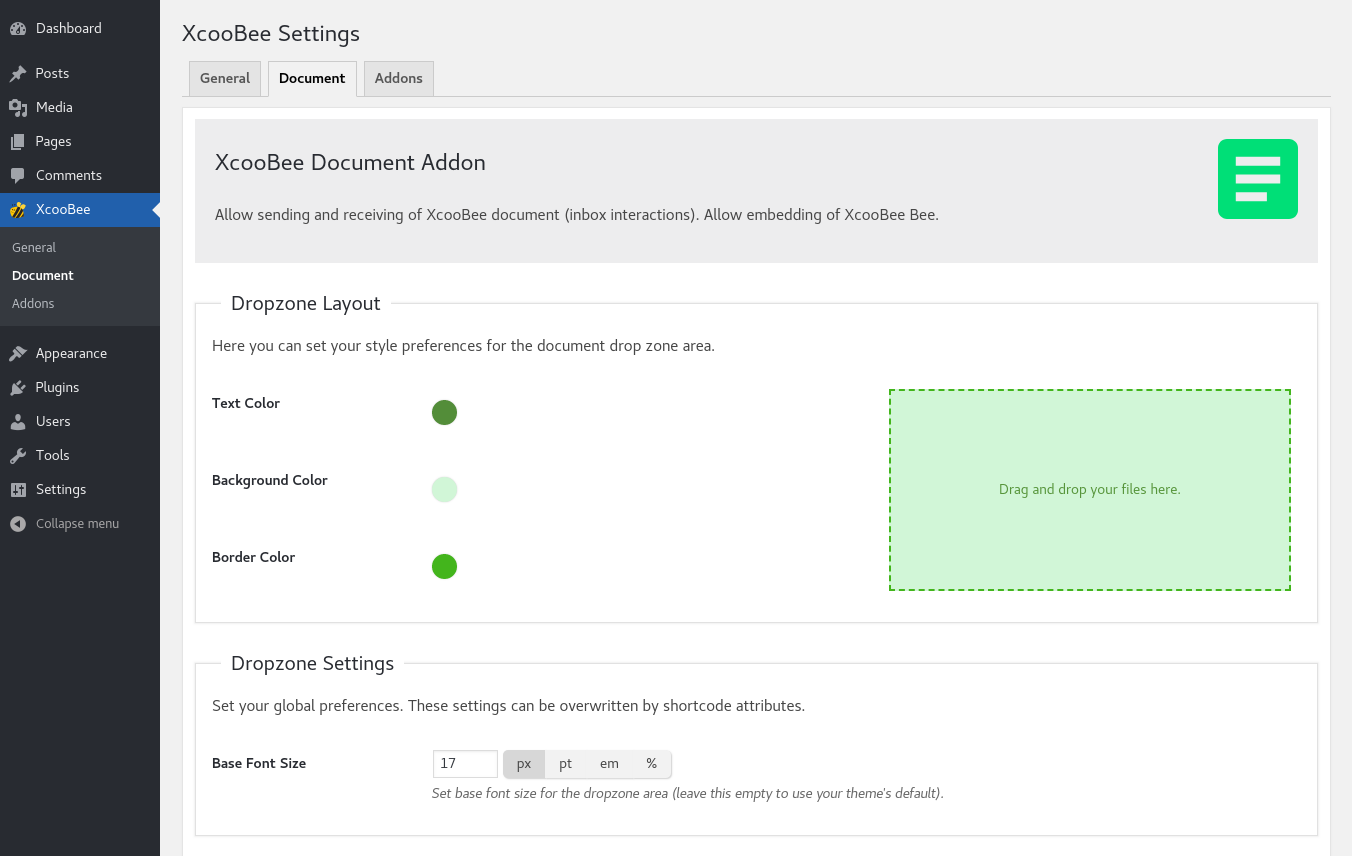 Dashboard
Posts
Media
Pages
Comments
XcooBee
General
Document
Addons
Appearance
Plugins
Users
Tools
Settings
Collapse menu
XcooBee Settings
General Document Addons
XcooBee Document Addon
Allow sending and receiving of XcooBee document (inbox interactions). Allow embedding of XcooBee Bee.
Dropzone Layout
Here you can set your style preferences for the document drop zone area.
Text Color
Background Color
Border Color
Drag and drop your files here.
Dropzone Settings
Set your global preferences. These settings can be overwritten by shortcode attributes.
Base Font Size 17 px pt em %
Set base font size for the dropzone area (leave this empty to use your theme's default).